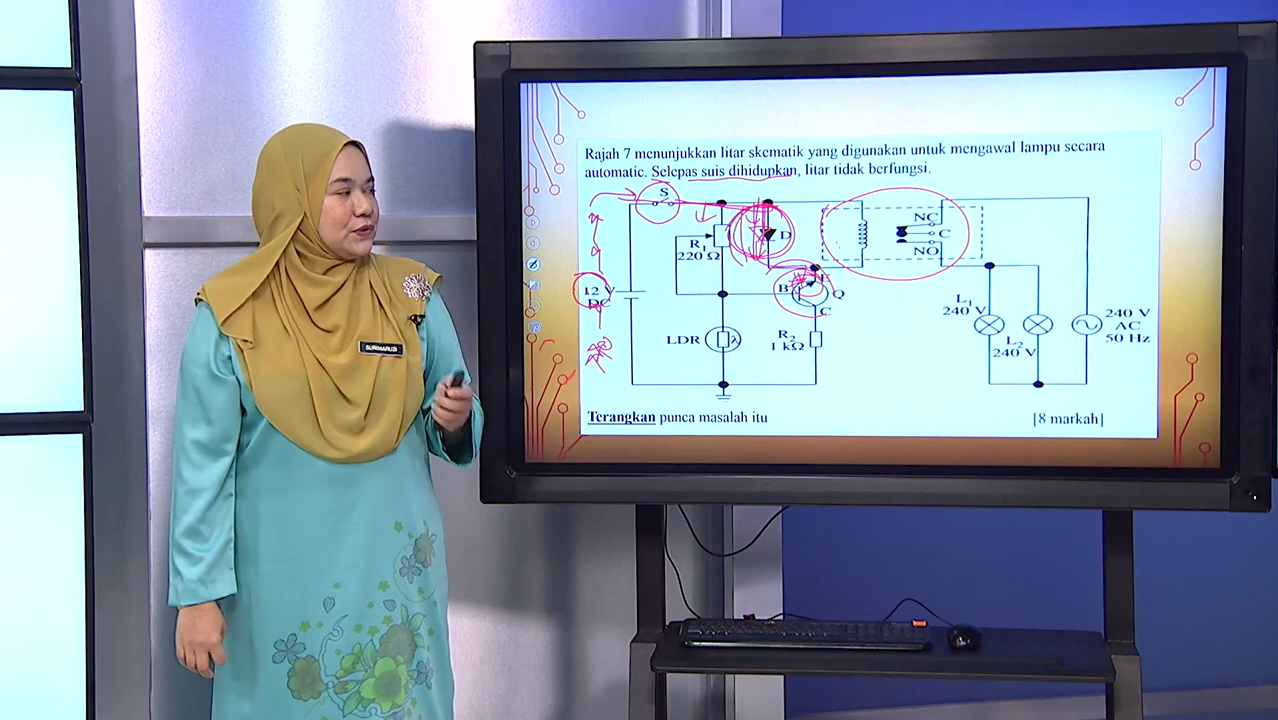 Rajah 7 menunjukkan litar skematik yang digunakan untuk mengawal lampu secara
automatic. Selepas suis dihidupkan, litar tidak berfungsi.
S
NC
C
NO
D
R1
220 Ω
12 V
DC
B
E
Q
C
LDR
λ
R2
1 kΩ
L1
240 V
L2
240 V
240 V
AC
50 Hz
Terangkan punca masalah itu
[8 markah]
SURIMARUZI